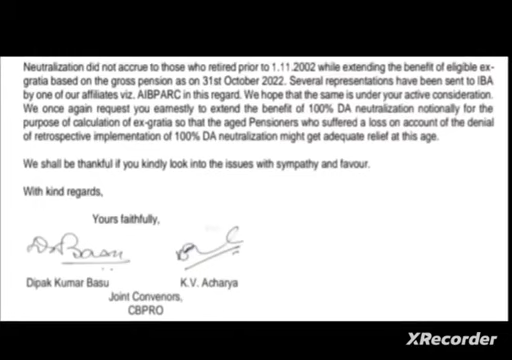 Neutralization did not accrue to those who retired prior to 1.11.2002 while extending the benefit of eligible ex-
gratia based on the gross pension as on 31st October 2022. Several representations have been sent to IBA
by one of our affiliates viz. AIBPARC in this regard. We hope that the same is under your active consideration.
We once again request you earnestly to extend the benefit of 100% DA neutralization notionally for the
purpose of calculation of ex-gratia so that the aged Pensioners who suffered a loss on account of the denial
of retrospective implementation of 100% DA neutralization might get adequate relief at this age.
We shall be thankful if you kindly look into the issues with sympathy and favour.
With kind regards,
Yours faithfully,
Dipak Kumar Basu K.V. Acharya
Joint Convenors,
CBPRO
XRecorder